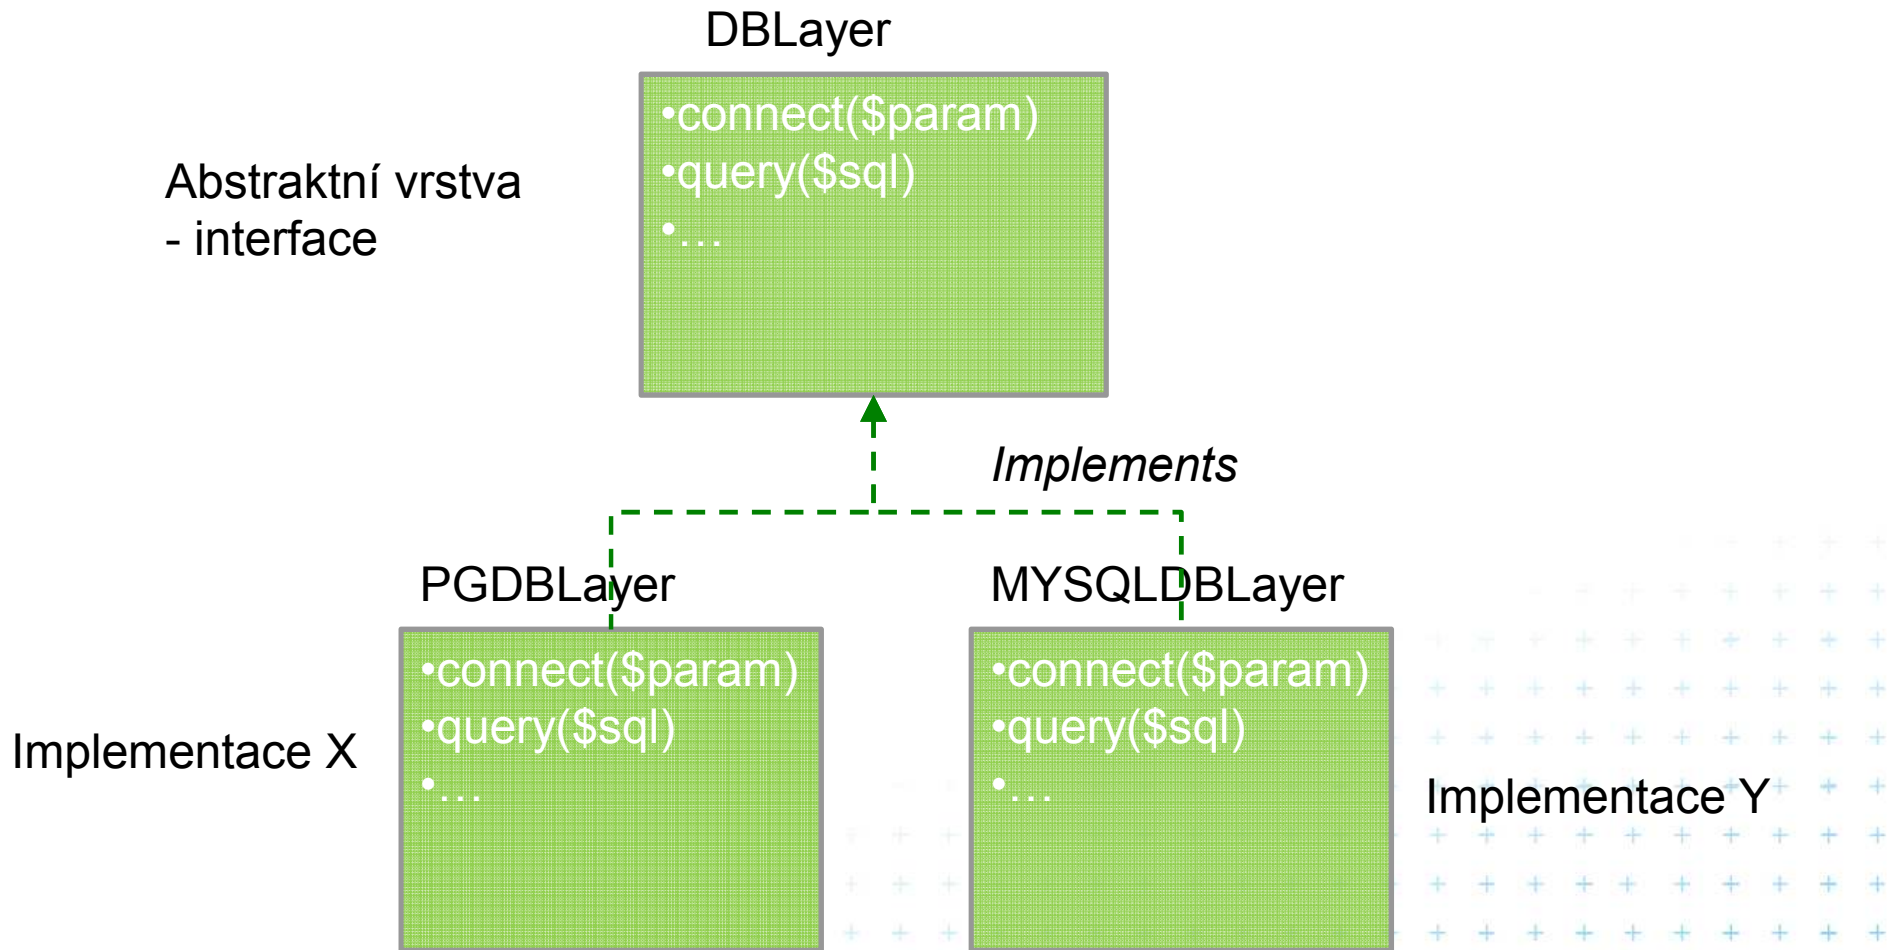 DBLayer
•connect($param)
•query($sql)
•...
Abstraktní vrstva
- interface
Implements
PGDBLayer
MYSQLDBLayer
•connect($param)
•query($sql)
•...
•connect($param)
•query($sql)
•...
Implementace X
Implementace Y